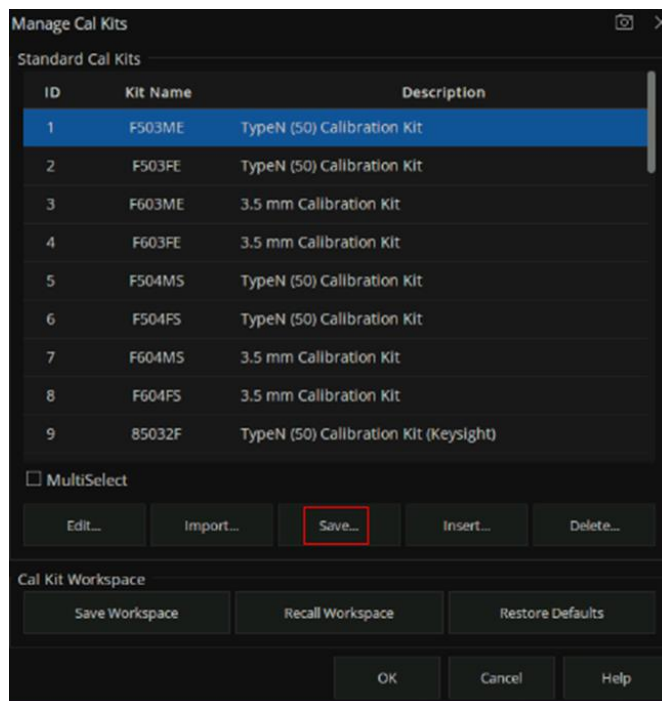 Manage Cal Kits
Standard Cal Kits
ID Kit Name Description
1 F503ME TypeN (50) Calibration Kit
2 F503FE TypeN (50) Calibration Kit
3 F603ME 3.5 mm Calibration Kit
4 F603FE 3.5 mm Calibration Kit
5 F504MS TypeN (50) Calibration Kit
6 F504FS TypeN (50) Calibration Kit
7 F604MS 3.5 mm Calibration Kit
8 F604FS 3.5 mm Calibration Kit
9 85032F TypeN (50) Calibration Kit (Keysight)
MultiSelect
Edit... Import... Save... Insert... Delete...
Cal Kit Workspace
Save Workspace Recall Workspace Restore Defaults
OK Cancel Help